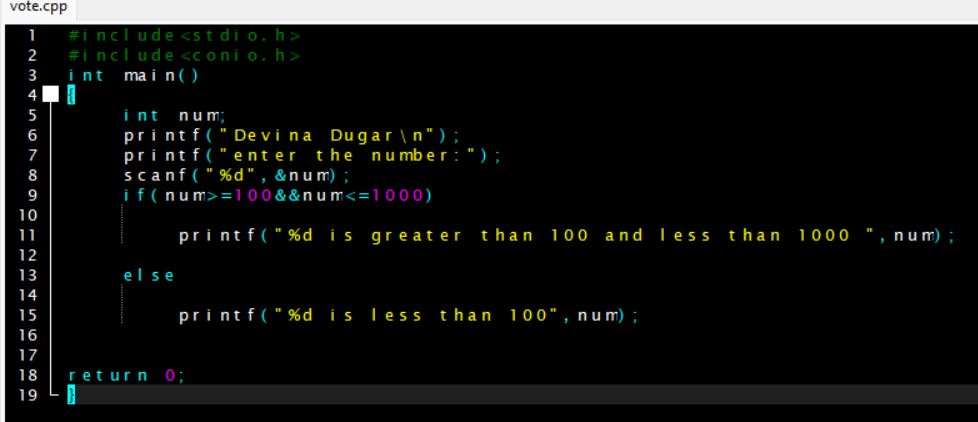 vote.cpp
1 #include<stdio.h>
2 #include<conio.h>
3 int main()
4 {
5 int num;
6 printf("Devina Dugar\n");
7 printf("enter the number:");
8 scanf("%d",&num);
9 if(num>=100&&num<=1000)
10
11 printf("%d is greater than 100 and less than 1000 ",num);
12
13 else
14
15 printf("%d is less than 100",num);
16
17
18 return 0;
19 }